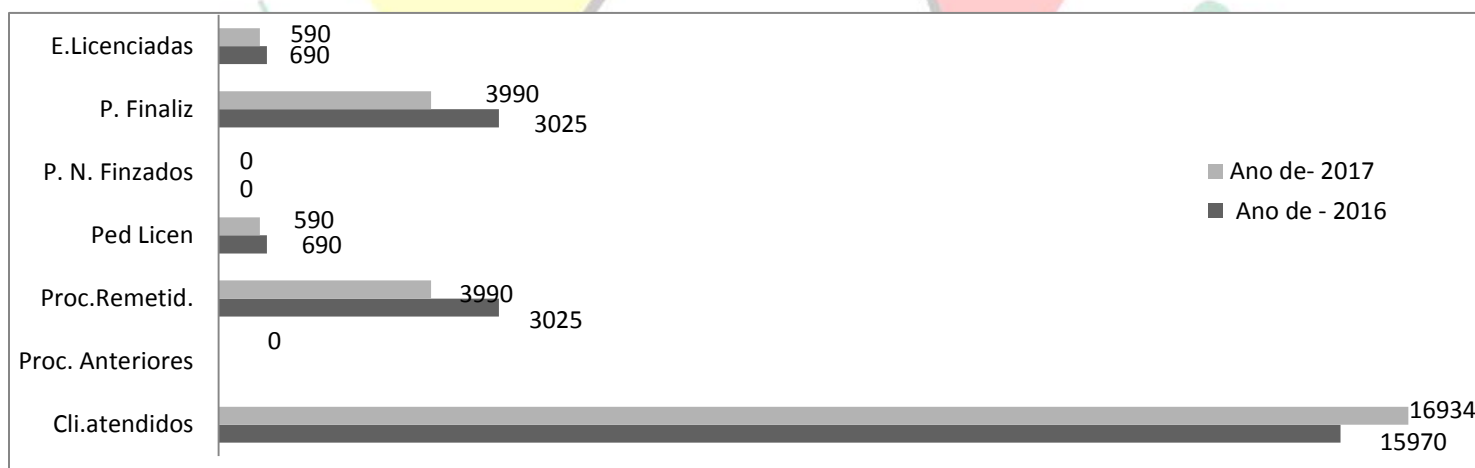 E.Licenciadas
590
690
P. Finaliz
3990
3025
P. N. Finzados
0
0
Ped Licen
590
690
Proc.Remetid.
3990
3025
Proc. Anteriores
0
Cli.atendidos
16934
15970
Ano de- 2017
Ano de - 2016